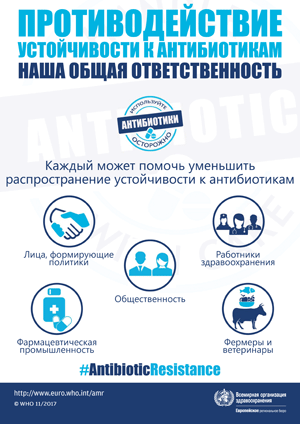 ПРОТИВОДЕЙСТВИЕ
УСТОЙЧИВОСТИ К АНТИБИОТИКАМ
НАША ОБЩАЯ ОТВЕТСТВЕННОСТЬ
ИСПОЛЬЗУЙТЕ
АНТИБИОТИКИ
ОСТОРОЖНО
Каждый может помочь уменьшить
распространение устойчивости к антибиотикам
Лица, формирующие
политики
Работники
здравоохранения
Общественность
Фармацевтическая
промышленность
Фермеры и
ветеринары
#AntibioticResistance
http://www.euro.who.int/amr
© WHO 11/2017
Всемирная организация
здравоохранения
Европейское региональное бюро